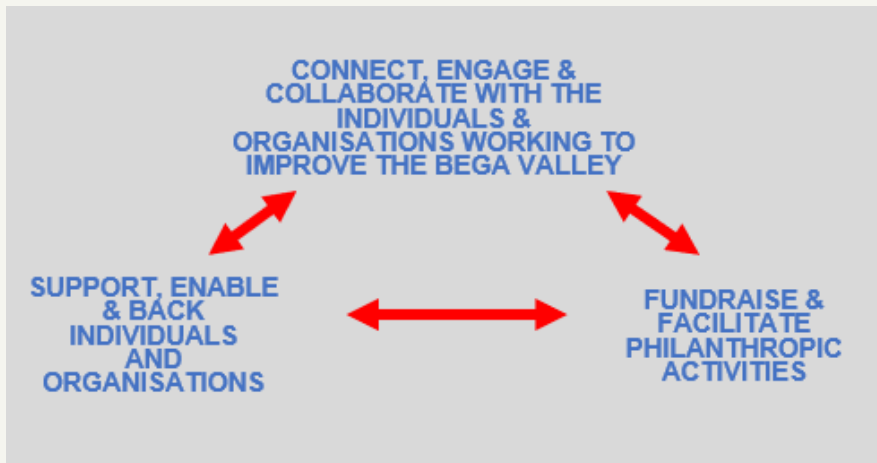 CONNECT, ENGAGE &
COLLABORATE WITH THE
INDIVIDUALS &
ORGANISATIONS WORKING TO
IMPROVE THE BEGA VALLEY
SUPPORT, ENABLE
& BACK
INDIVIDUALS
AND
ORGANISATIONS
FUNDRAISE &
FACILITATE
PHILANTHROPIC
ACTIVITIES